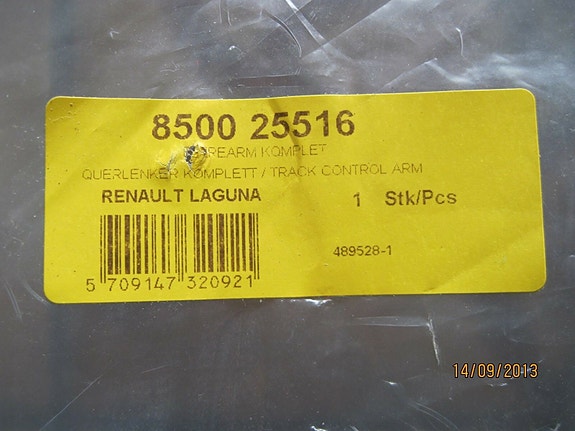 8500 25516
KOMPLET
QUERLENKER KOMPLETT / TRACK CONTROL ARM
RENAULT LAGUNA
1 Stk/Pcs
489528-1
5 709147 320921
14/09/2013